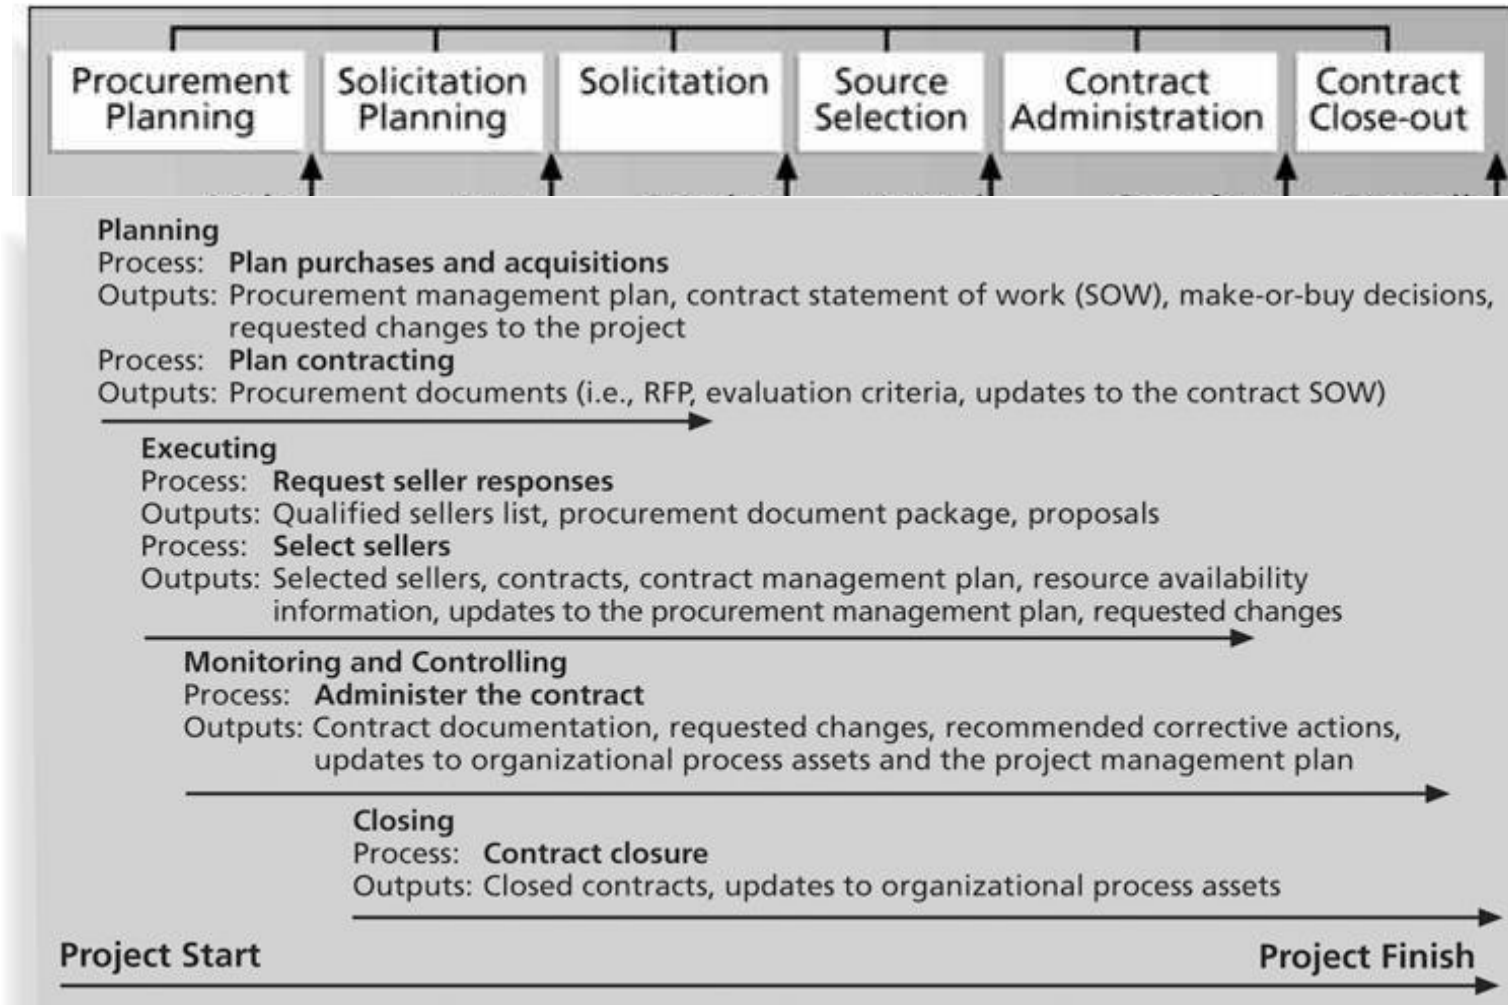 Procurement
Planning
Solicitation
Planning
Solicitation
Source
Selection
Contract
Administration
Contract
Close-out
Planning
Process: Plan purchases and acquisitions
Outputs: Procurement management plan, contract statement of work (SOW), make-or-buy decisions,
requested changes to the project
Process: Plan contracting
Outputs: Procurement documents (i.e., RFP, evaluation criteria, updates to the contract SOW)
Executing
Process: Request seller responses
Outputs: Qualified sellers list, procurement document package, proposals
Process: Select sellers
Outputs: Selected sellers, contracts, contract management plan, resource availability
information, updates to the procurement management plan, requested changes
Monitoring and Controlling
Process: Administer the contract
Outputs: Contract documentation, requested changes, recommended corrective actions,
updates to organizational process assets and the project management plan
Closing
Process: Contract closure
Outputs: Closed contracts, updates to organizational process assets
Project Start
Project Finish